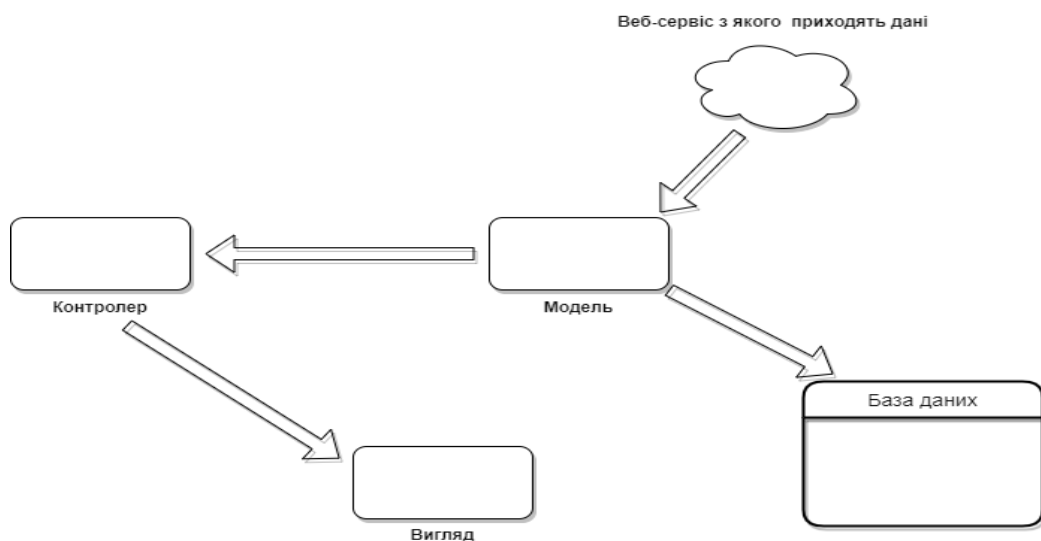 Веб-сервіс з якого приходять дані
Контролер
Модель
База даних
Вигляд